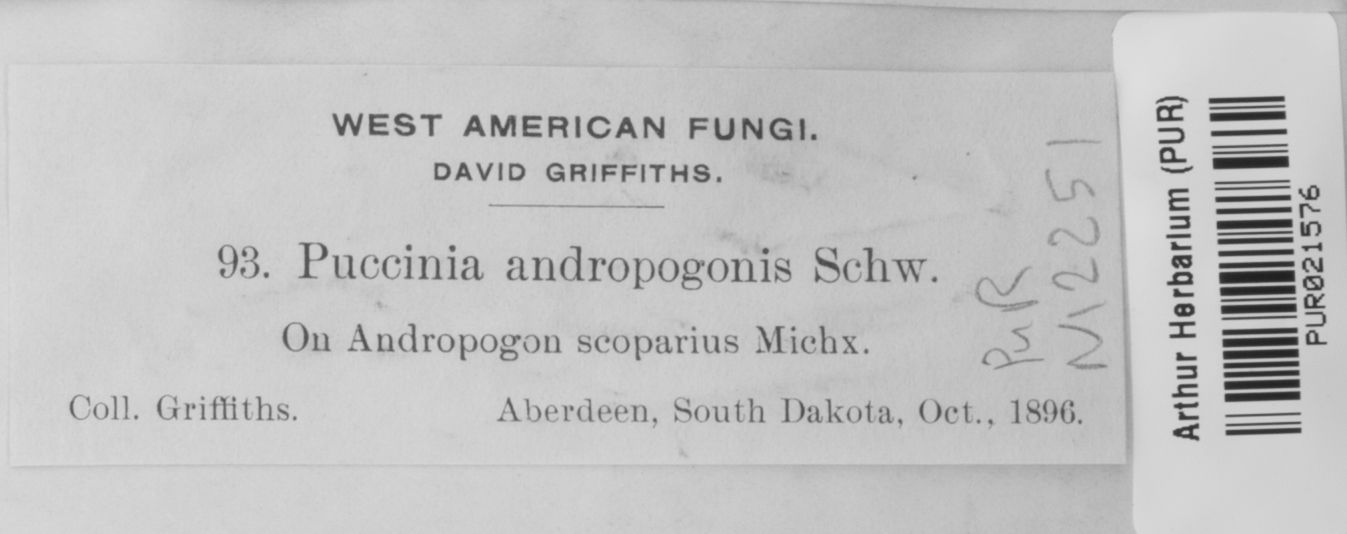 WEST AMERICAN FUNGI.
DAVID GRIFFITHS.
93. Puccinia andropogonis Schw.
On Andropogon scoparius Michx.
Coll. Griffiths. Aberdeen, South Dakota, Oct., 1896.
PUR
N12251
Arthur Herbarium (PUR)
PUR021576